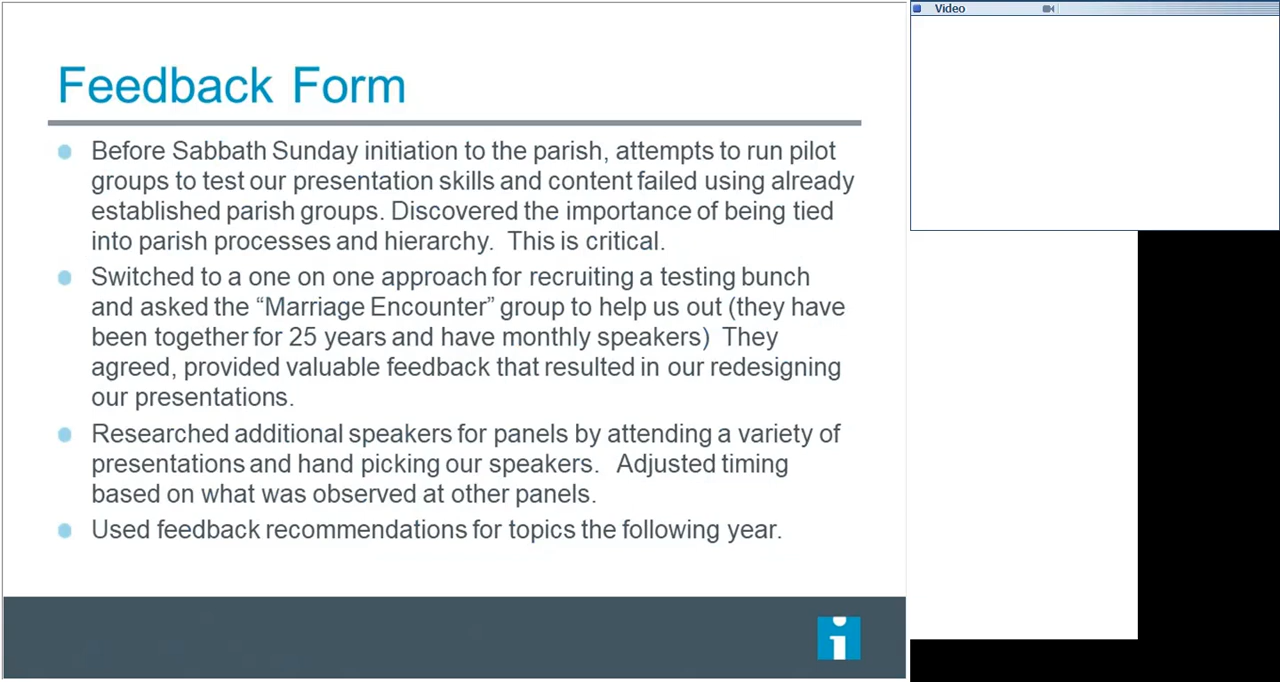 Video
Feedback Form
Before Sabbath Sunday initiation to the parish, attempts to run pilot
groups to test our presentation skills and content failed using already
established parish groups. Discovered the importance of being tied
into parish processes and hierarchy. This is critical.
Switched to a one on one approach for recruiting a testing bunch
and asked the “Marriage Encounter” group to help us out (they have
been together for 25 years and have monthly speakers) They
agreed, provided valuable feedback that resulted in our redesigning
our presentations.
Researched additional speakers for panels by attending a variety of
presentations and hand picking our speakers. Adjusted timing
based on what was observed at other panels.
Used feedback recommendations for topics the following year.
i